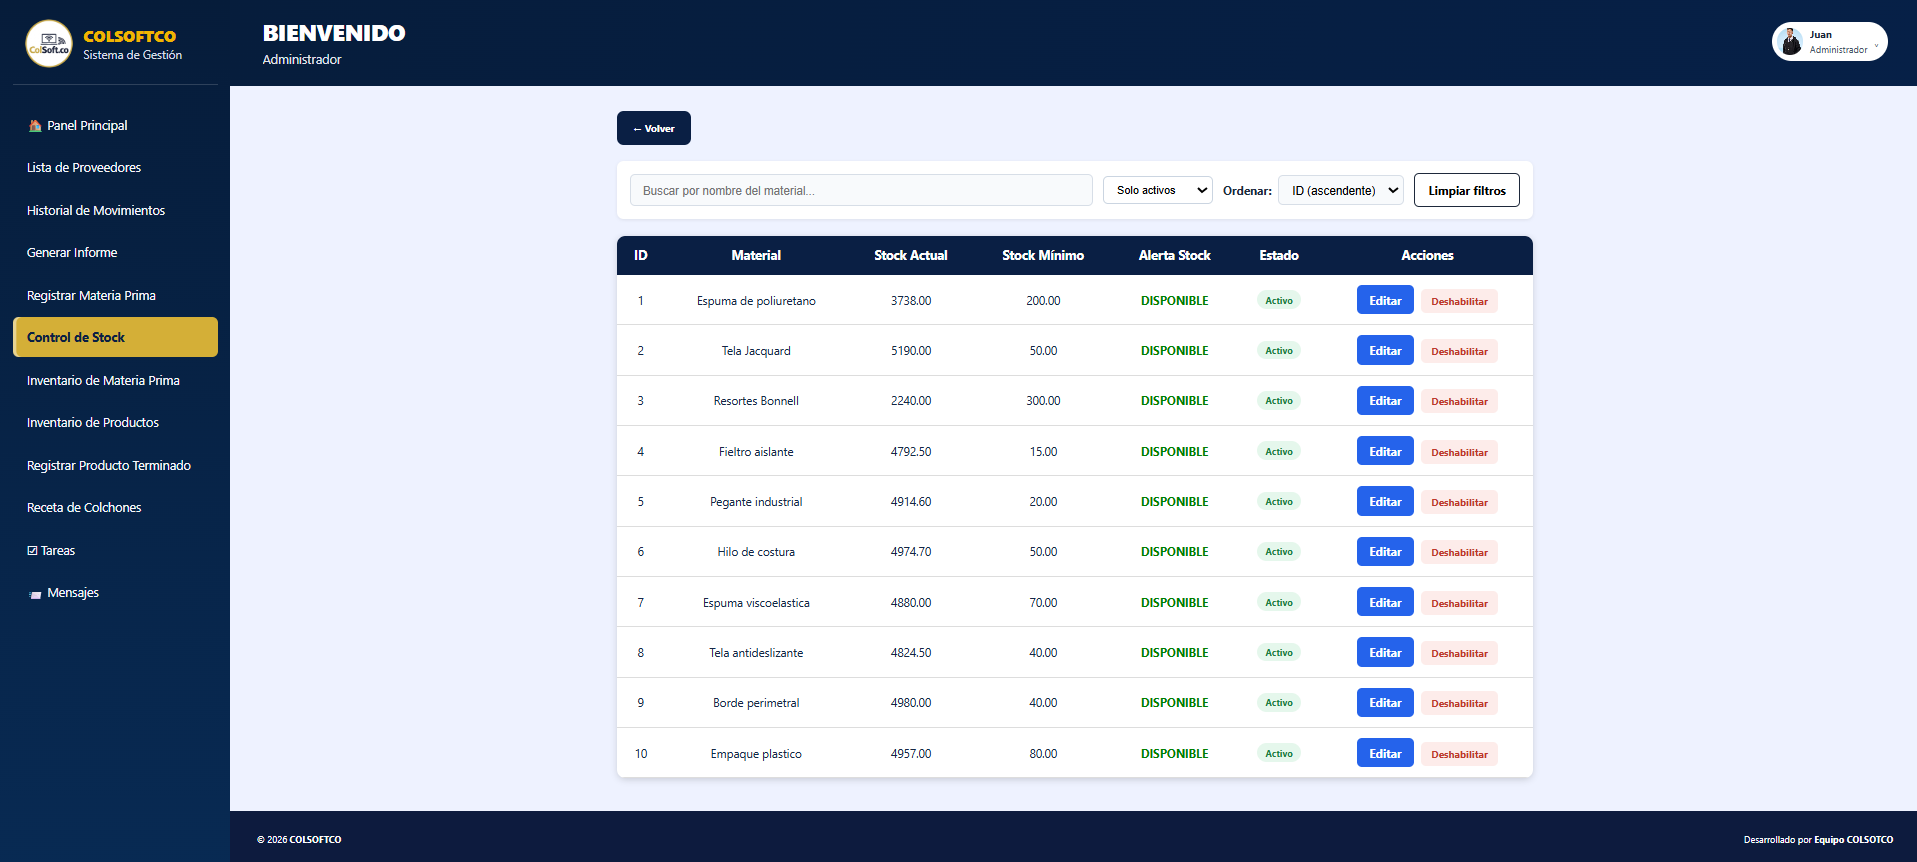 ColSoft.co
COLSOFTCO
Sistema de Gestión
BIENVENIDO
Administrador
Juan
Administrador
Panel Principal
Lista de Proveedores
Historial de Movimientos
Generar Informe
Registrar Materia Prima
Control de Stock
Inventario de Materia Prima
Inventario de Productos
Registrar Producto Terminado
Receta de Colchones
Tareas
Mensajes
← Volver
Buscar por nombre del material... Solo activos Ordenar: ID (ascendente) Limpiar filtros
ID Material Stock Actual Stock Mínimo Alerta Stock Estado Acciones
1 Espuma de poliuretano 3738.00 200.00 DISPONIBLE Activo Editar Deshabilitar
2 Tela Jacquard 5190.00 50.00 DISPONIBLE Activo Editar Deshabilitar
3 Resortes Bonnell 2240.00 300.00 DISPONIBLE Activo Editar Deshabilitar
4 Fieltro aislante 4792.50 15.00 DISPONIBLE Activo Editar Deshabilitar
5 Pegante industrial 4914.60 20.00 DISPONIBLE Activo Editar Deshabilitar
6 Hilo de costura 4974.70 50.00 DISPONIBLE Activo Editar Deshabilitar
7 Espuma viscoelastica 4880.00 70.00 DISPONIBLE Activo Editar Deshabilitar
8 Tela antideslizante 4824.50 40.00 DISPONIBLE Activo Editar Deshabilitar
9 Borde perimetral 4980.00 40.00 DISPONIBLE Activo Editar Deshabilitar
10 Empaque plastico 4957.00 80.00 DISPONIBLE Activo Editar Deshabilitar
© 2026 COLSOFTCO
Desarrollado por Equipo COLSOTCO